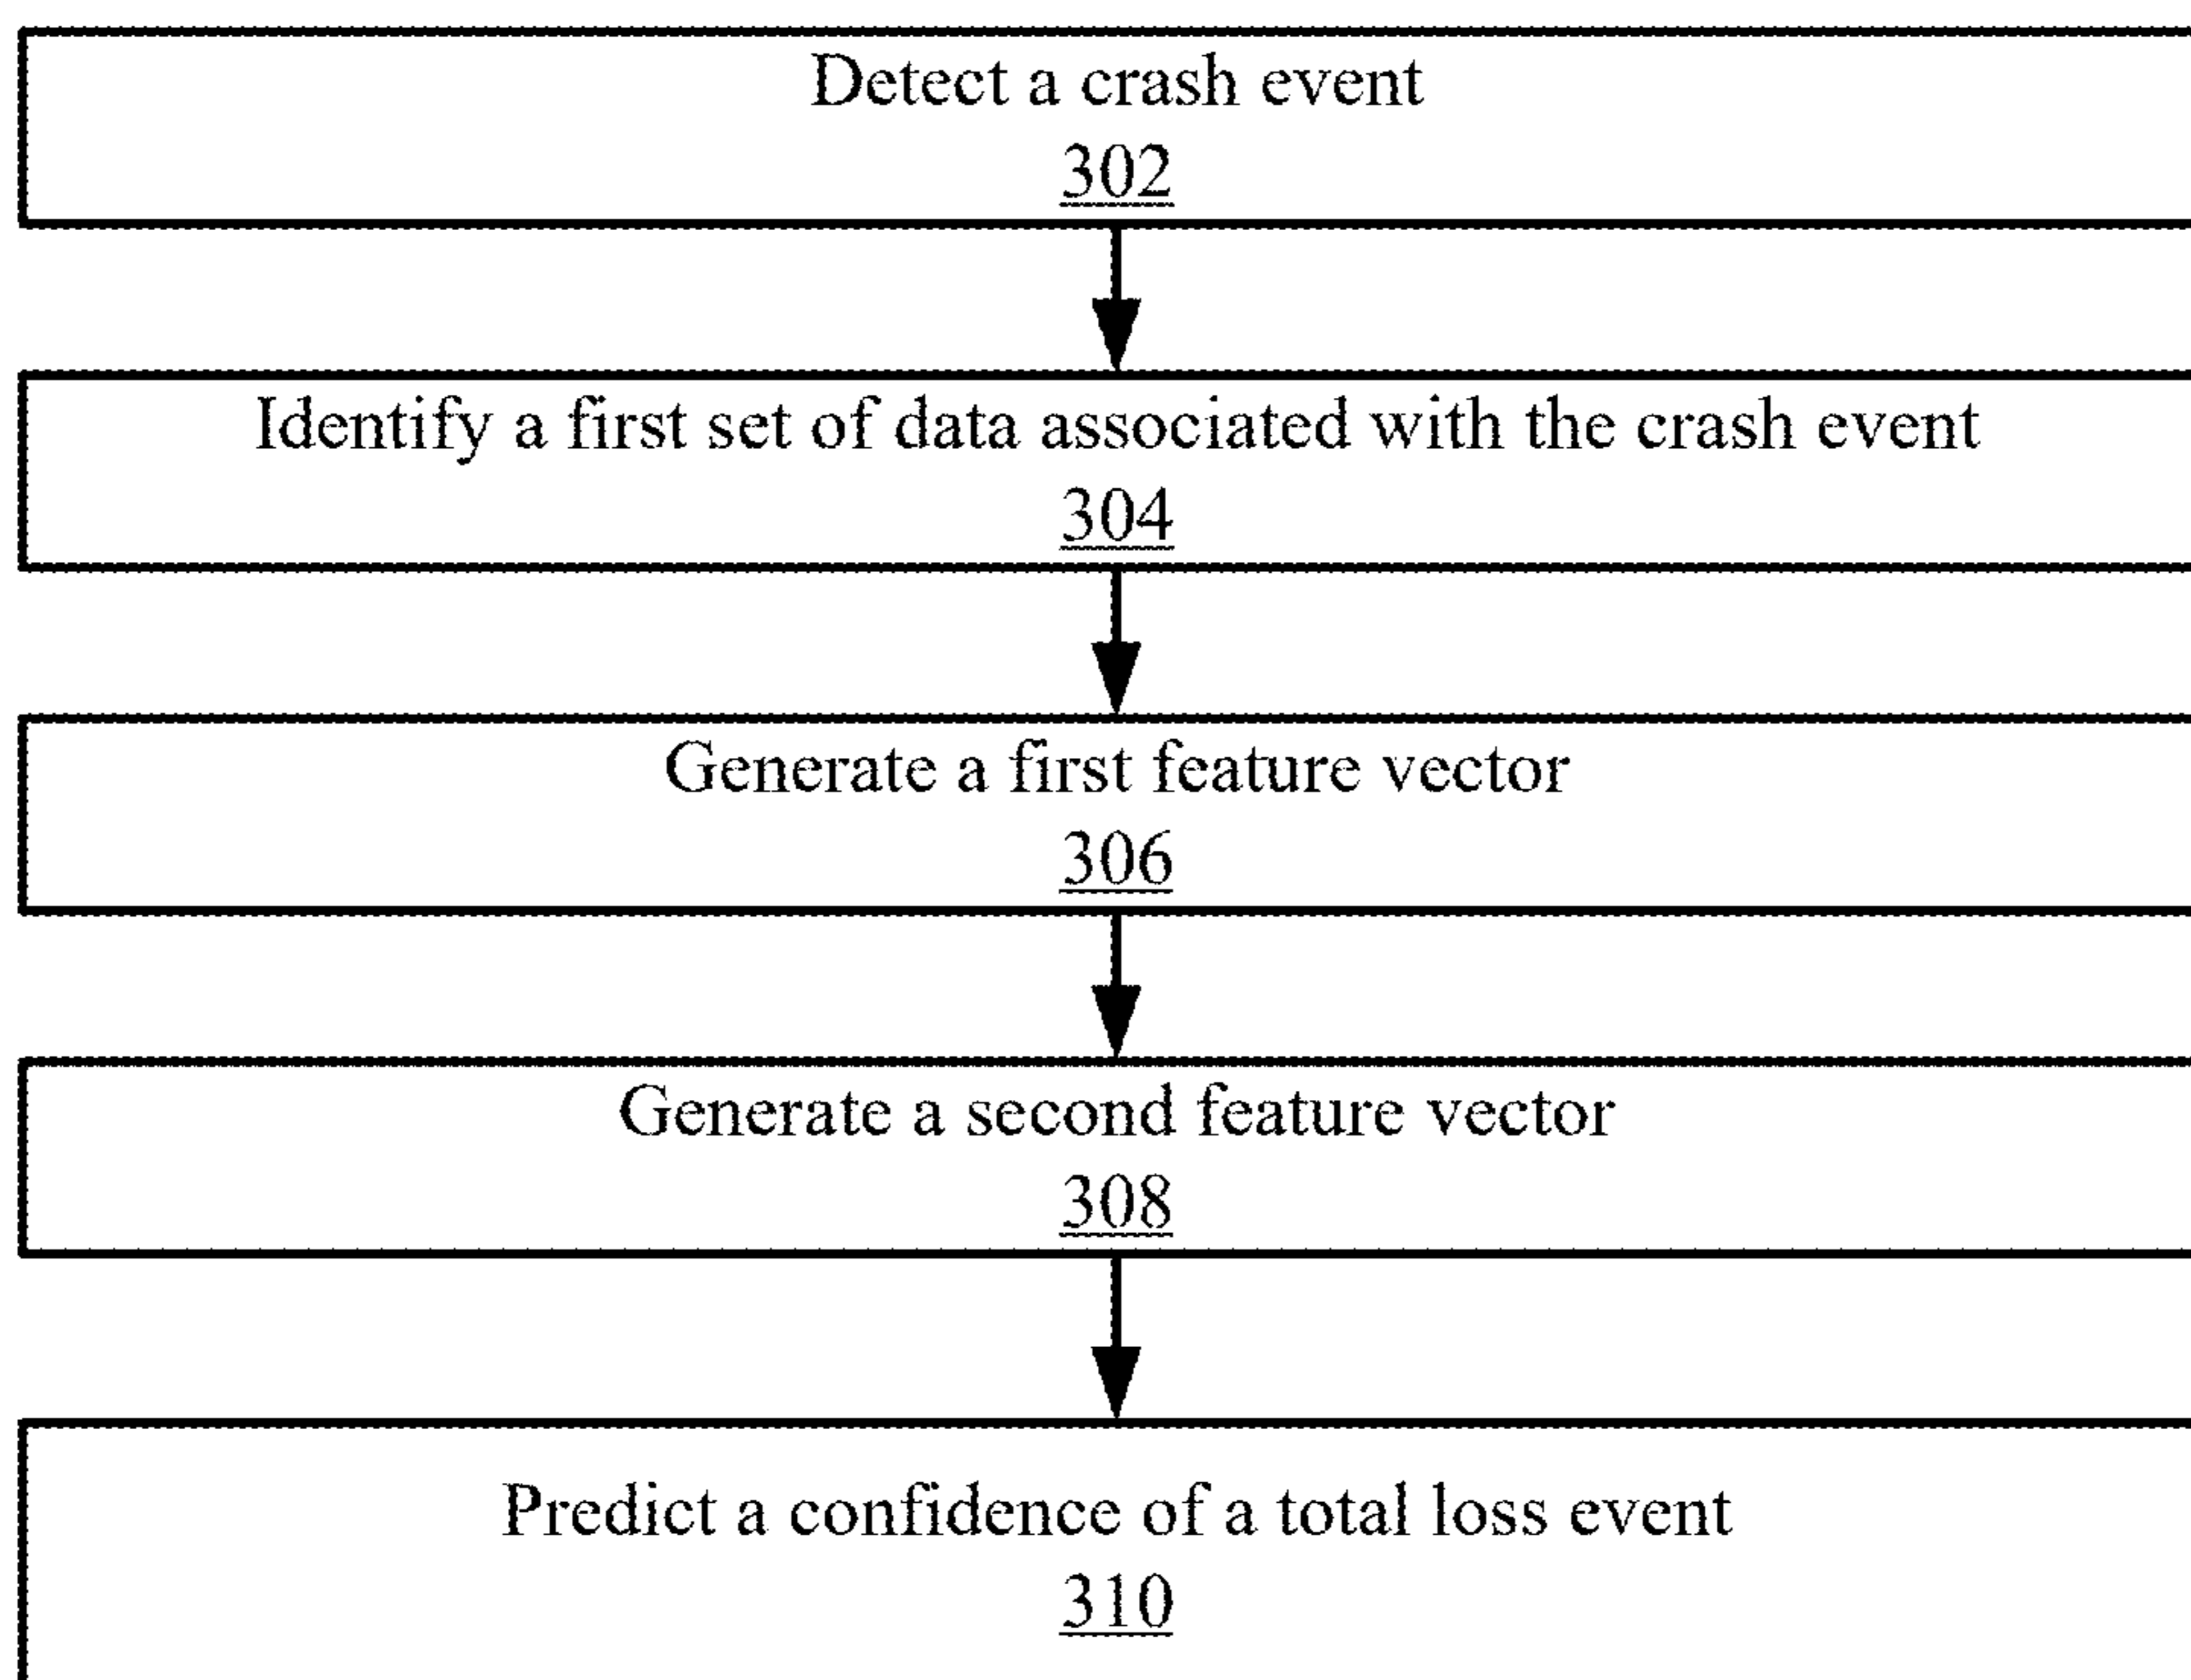 Detect a crash event
302
Identify a first set of data associated with the crash event
304
Generate a first feature vector
306
Generate a second feature vector
308
Predict a confidence of a total loss event
310